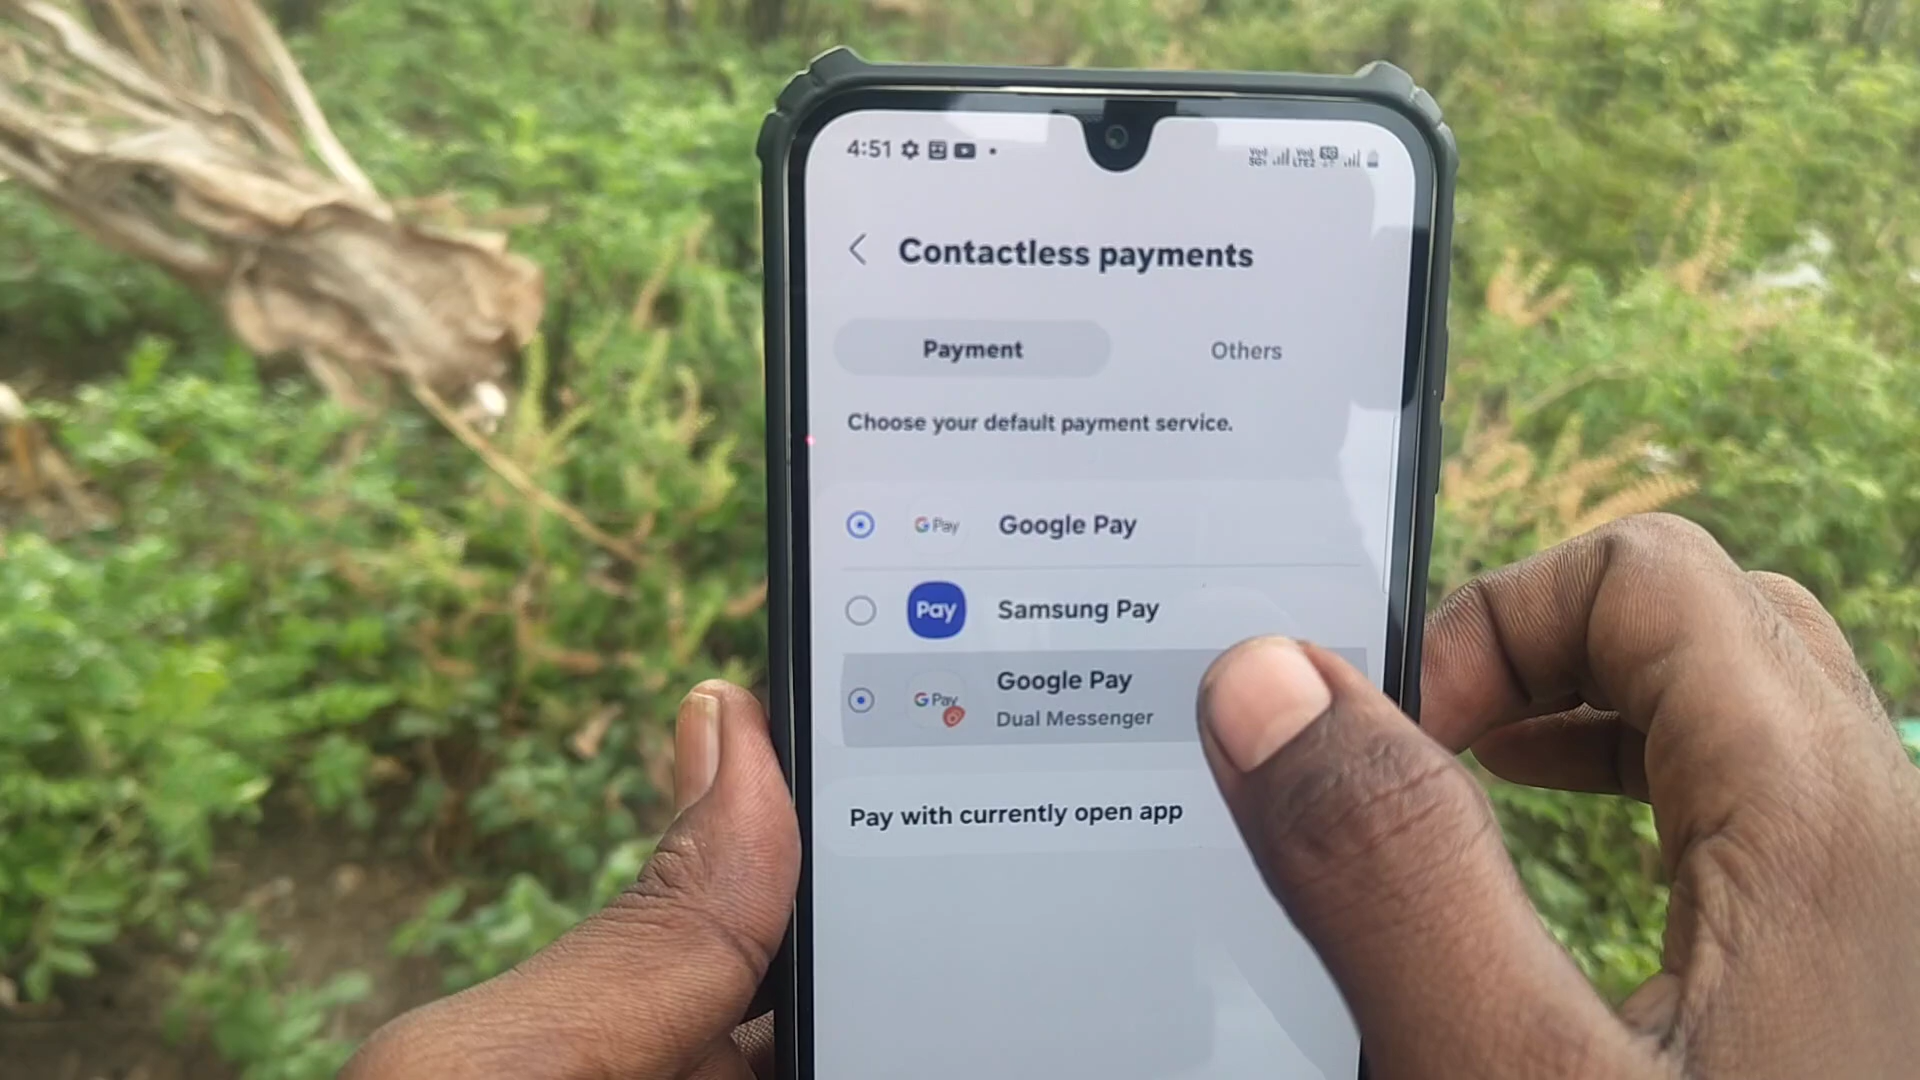 4:51
Contactless payments
Payment
Others
Choose your default payment service.
G Pay
Google Pay
Pay
Samsung Pay
G Pay
Google Pay
Dual Messenger
Pay with currently open app